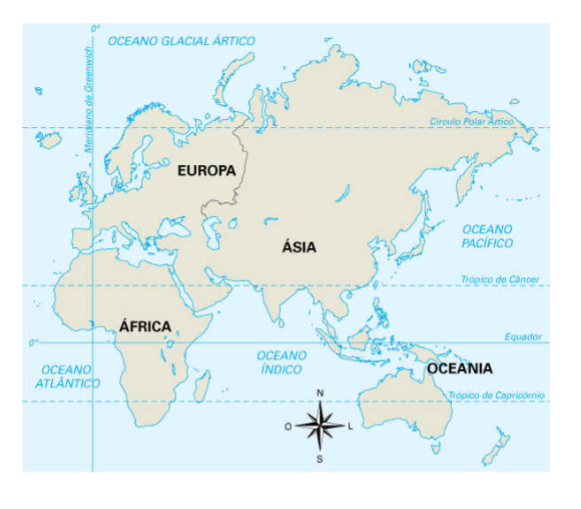 0°
OCEANO GLACIAL ÁRTICO
Meridiano de Greenwich
Círculo Polar Ártico
EUROPA
OCEANO
PACÍFICO
ÁSIA
Trópico de Câncer
ÁFRICA
Equador
0°
OCEANO
ATLÂNTICO
OCEANO
ÍNDICO
OCEANIA
Trópico de Capricórnio
N
O
L
S